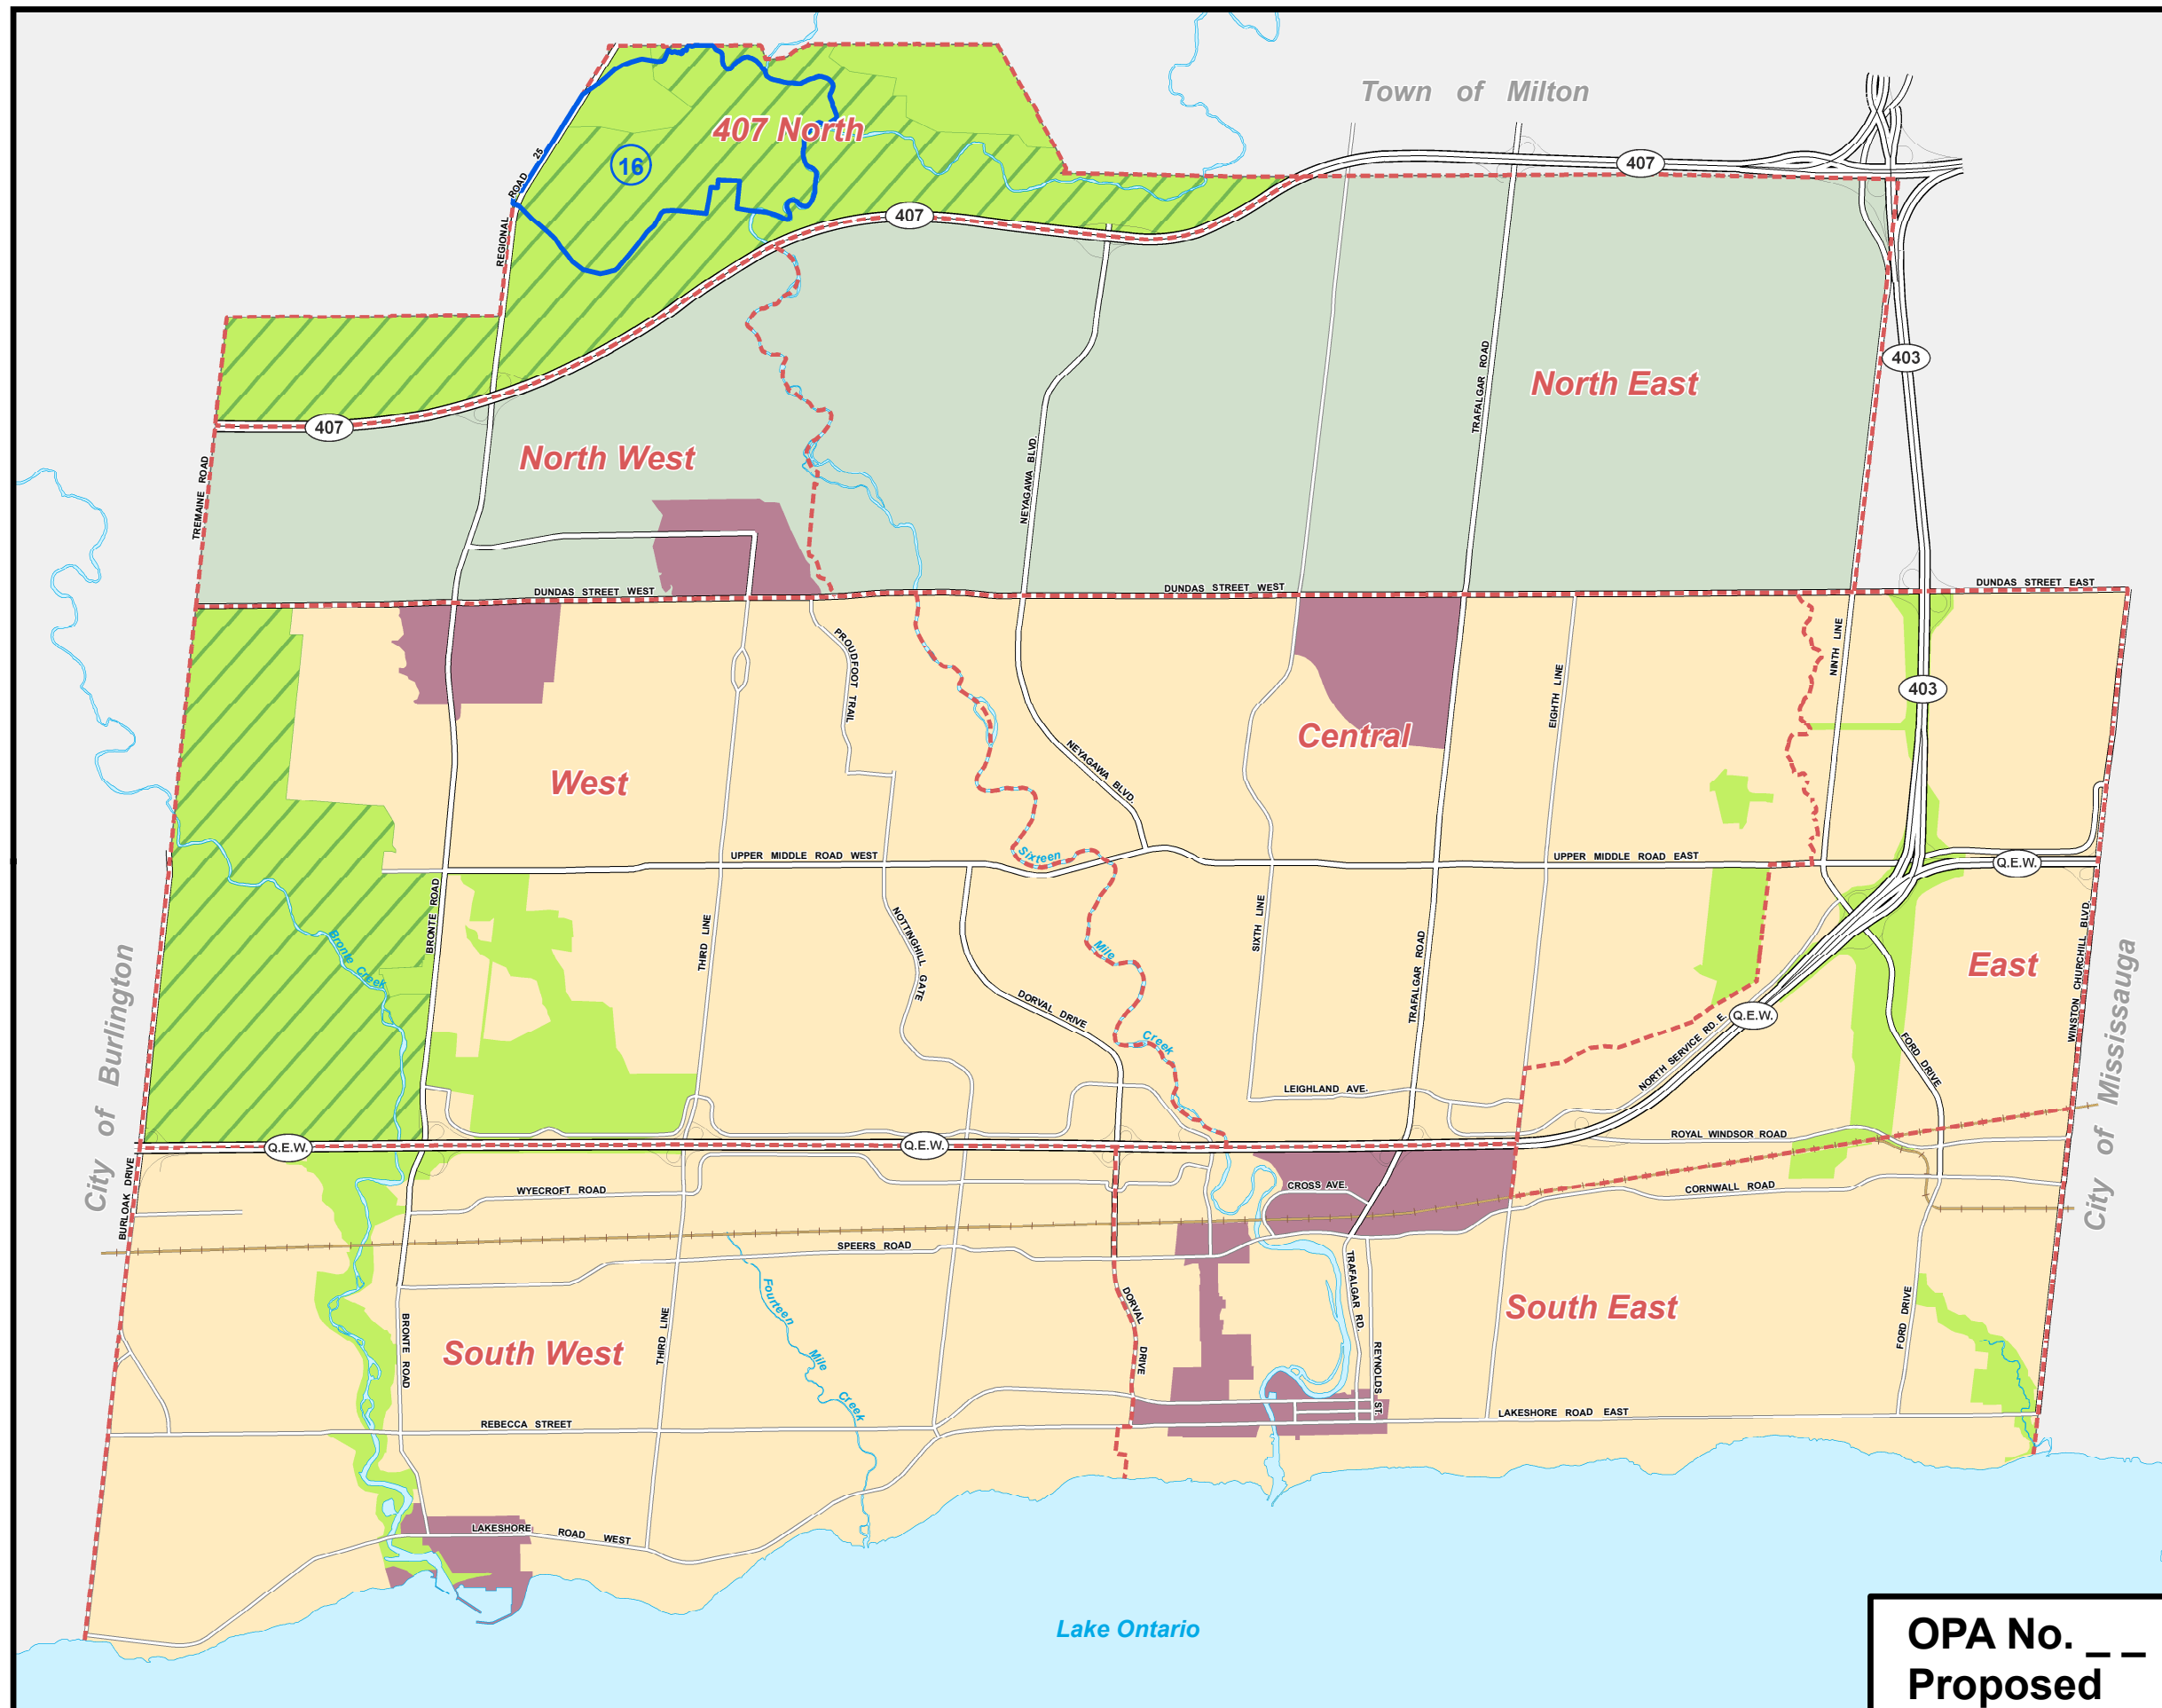 Town of Milton
407 North
16
REGIONAL ROAD 25
407
407
407
403
North East
North West
TREMAINE ROAD
NEYAGAWA BLVD.
TRAFALGAR ROAD
DUNDAS STREET WEST
DUNDAS STREET WEST
DUNDAS STREET EAST
PROUDFOOT TRAIL
EIGHTH LINE
NINTH LINE
403
Central
West
NEYAGAWA BLVD.
UPPER MIDDLE ROAD WEST
Sixteen
UPPER MIDDLE ROAD EAST
Q.E.W.
BRONTE ROAD
Bronte Creek
THIRD LINE
NOTTINGHILL GATE
Mile
SIXTH LINE
TRAFALGAR ROAD
East
WINSTON CHURCHILL BLVD.
City of Burlington
City of Mississauga
DORVAL DRIVE
Creek
Q.E.W.
NORTH SERVICE RD. E.
FORD DRIVE
LEIGHLAND AVE.
Q.E.W.
Q.E.W.
ROYAL WINDSOR ROAD
BURLOAK DRIVE
WYECROFT ROAD
CROSS AVE.
CORNWALL ROAD
SPEERS ROAD
Fourteen
Mile
Creek
DORVAL DRIVE
TRAFALGAR RD.
REYNOLDS ST.
South East
FORD DRIVE
South West
BRONTE ROAD
THIRD LINE
REBECCA STREET
LAKESHORE ROAD EAST
LAKESHORE ROAD WEST
Lake Ontario
OPA No. _ _
Proposed